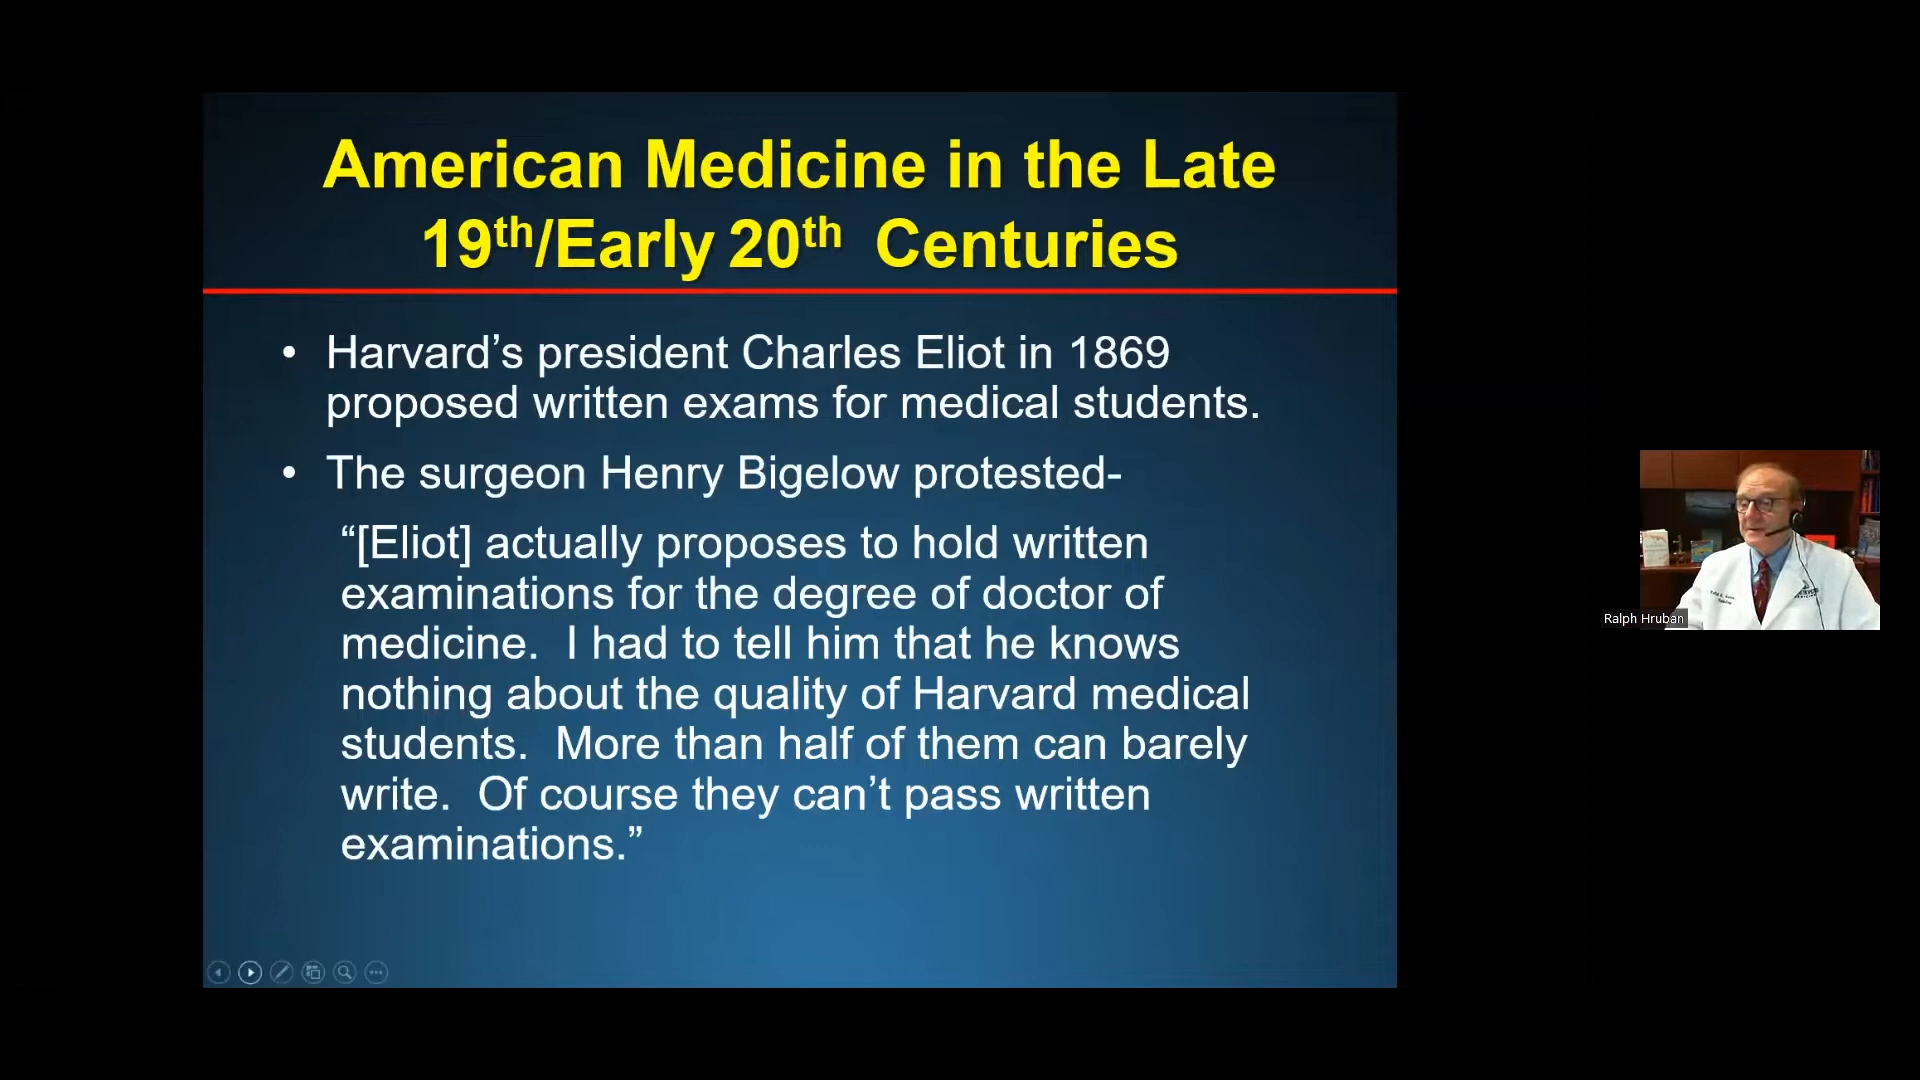 American Medicine in the Late
19th/Early 20th Centuries
• Harvard’s president Charles Eliot in 1869
proposed written exams for medical students.
• The surgeon Henry Bigelow protested-
“[Eliot] actually proposes to hold written
examinations for the degree of doctor of
medicine. I had to tell him that he knows
nothing about the quality of Harvard medical
students. More than half of them can barely
write. Of course they can’t pass written
examinations.”
Ralph Hruban